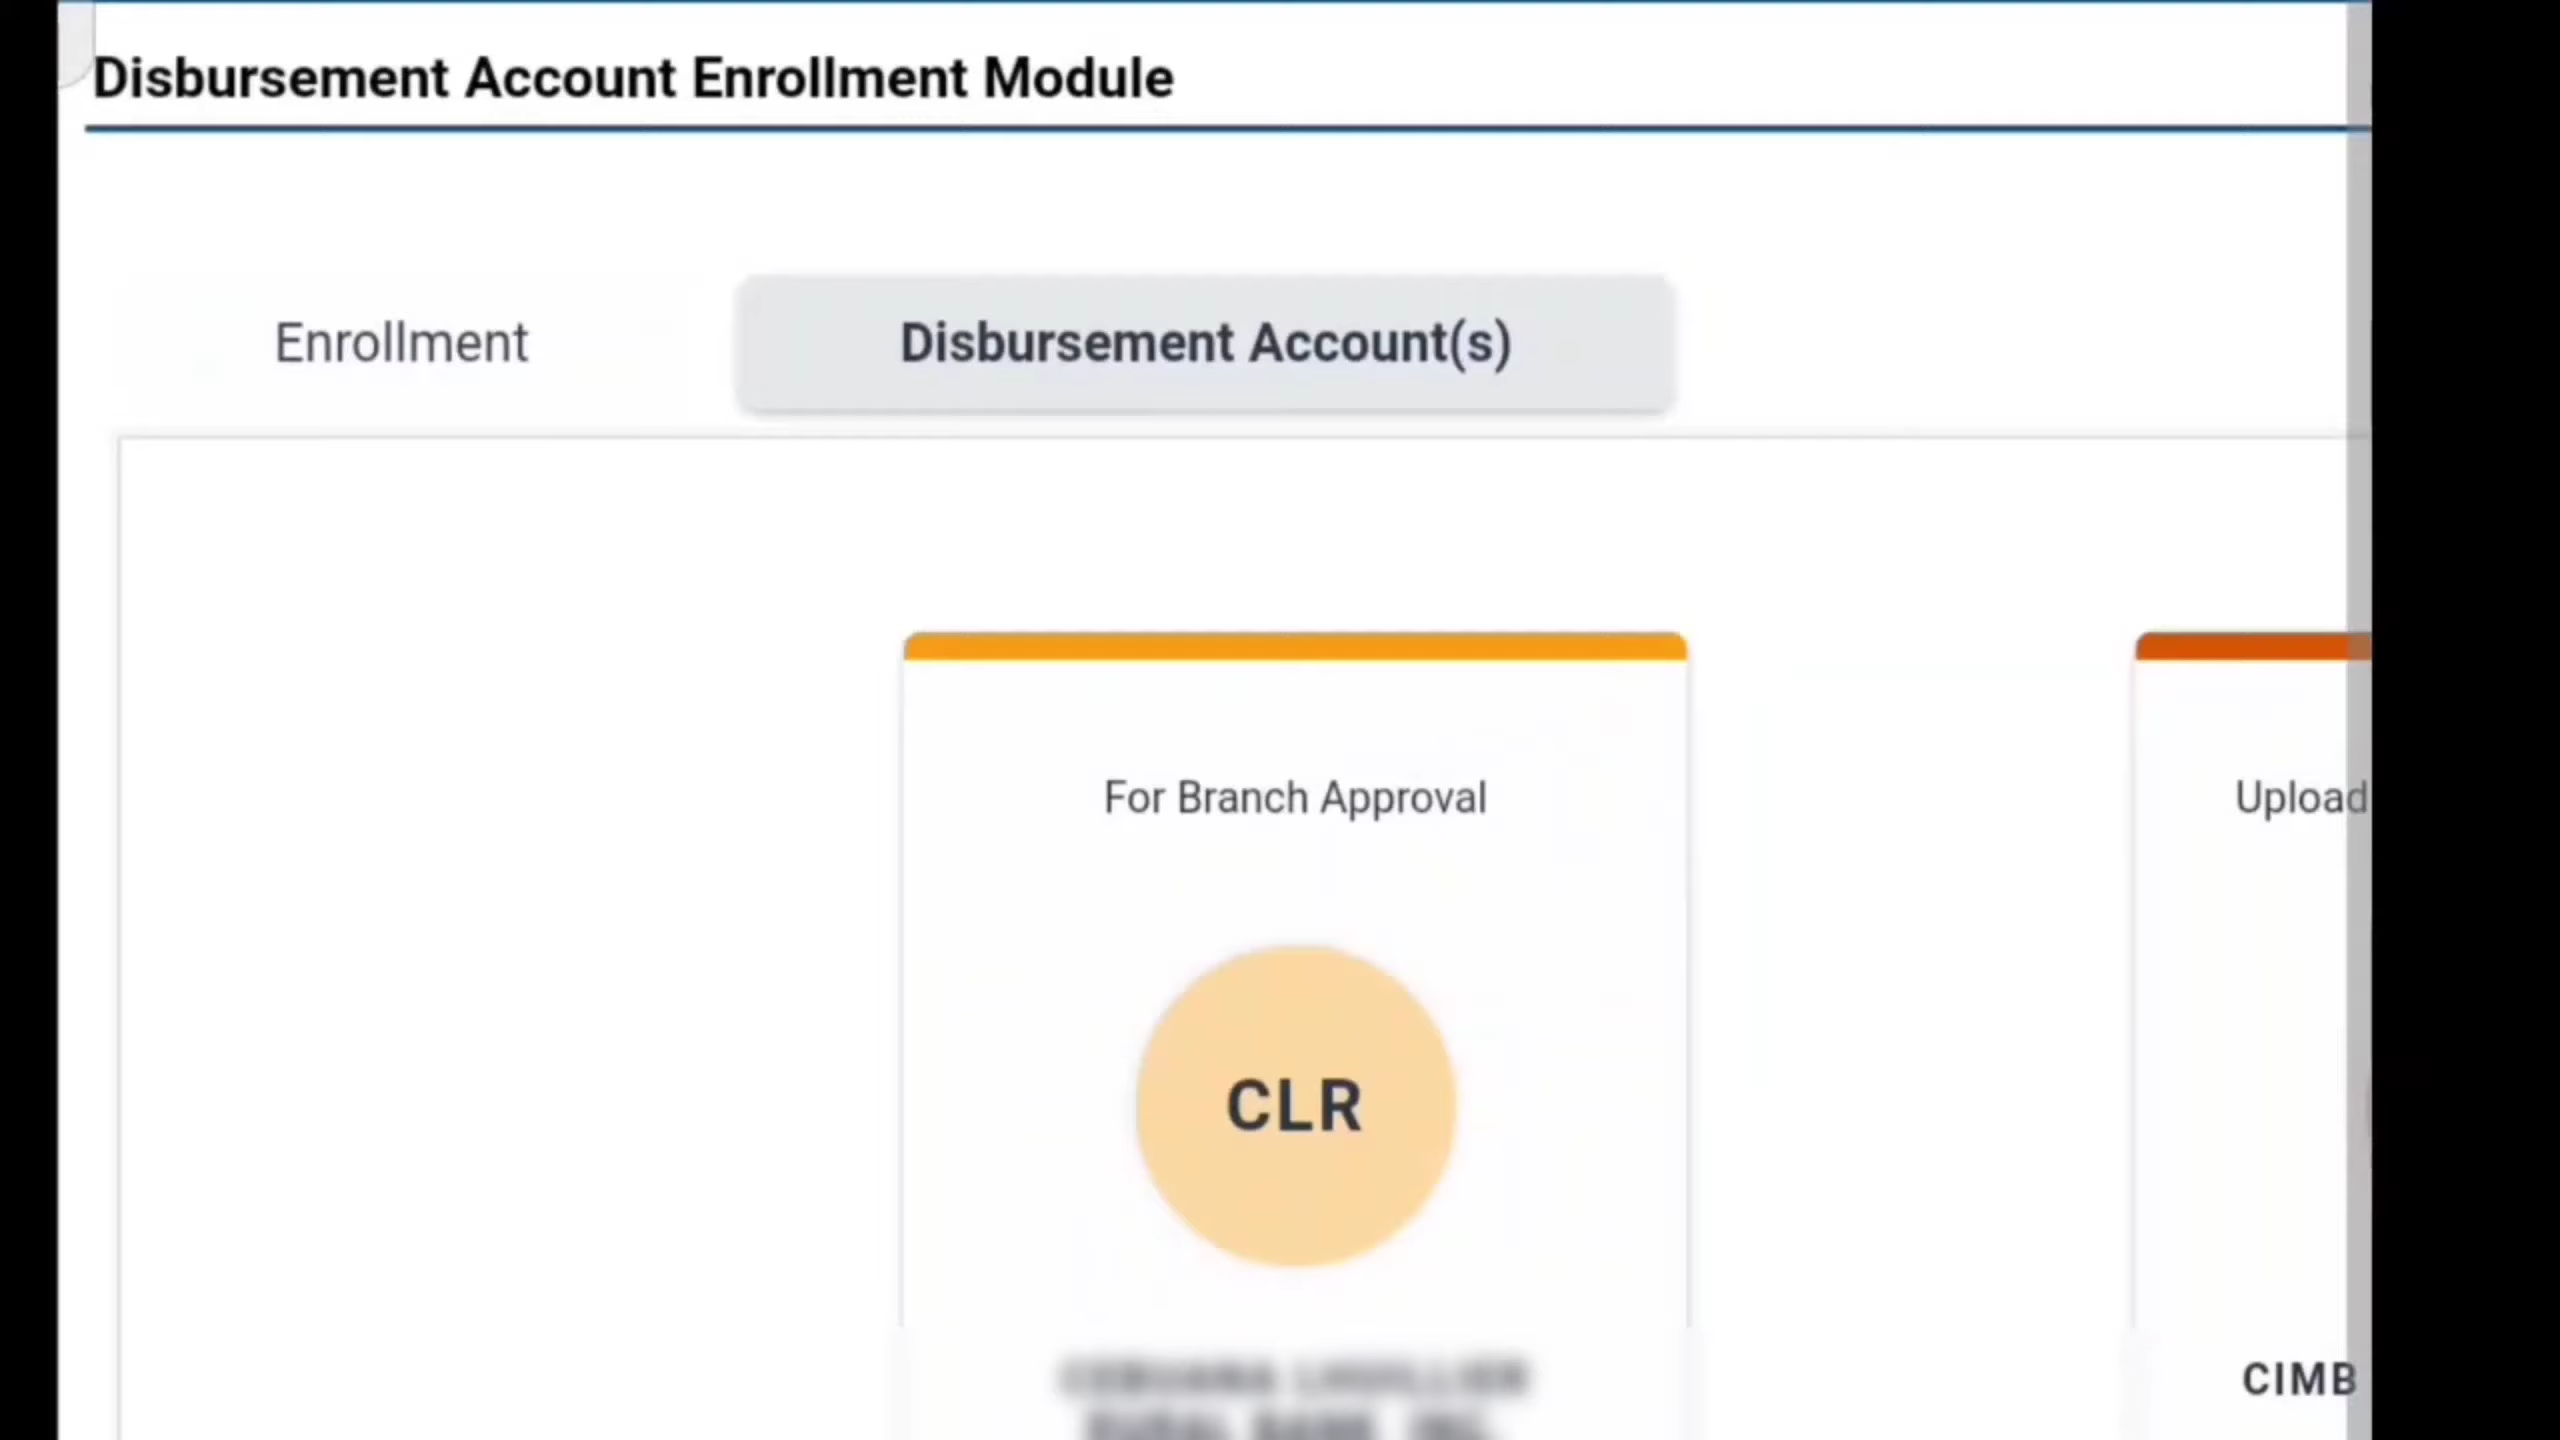 Disbursement Account Enrollment Module
Enrollment
Disbursement Account(s)
For Branch Approval
Upload
CLR
CIMB